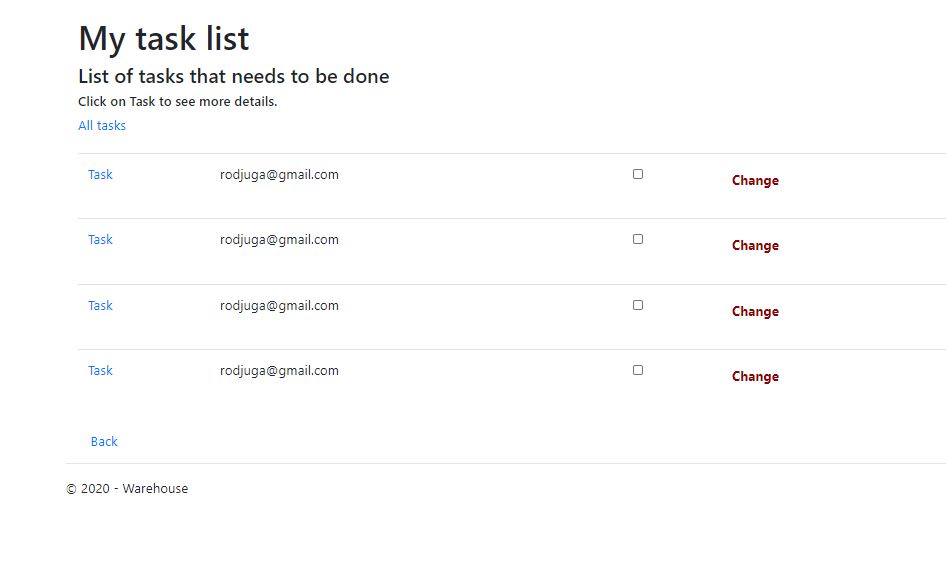 My task list
List of tasks that needs to be done
Click on Task to see more details.
All tasks
Task rodjuga@gmail.com Change
Task rodjuga@gmail.com Change
Task rodjuga@gmail.com Change
Task rodjuga@gmail.com Change
Back
© 2020 - Warehouse